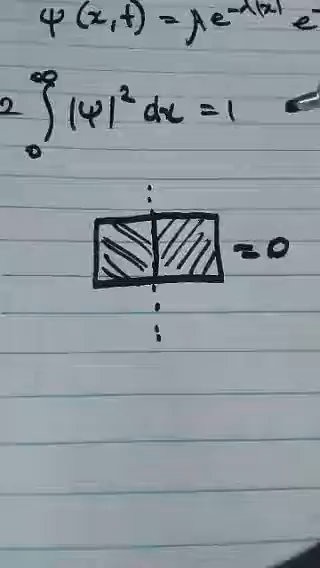 ψ(x,t) = A e^-λ|x| e^-
2 ∫₀^∞ |ψ|² dx = 1
= 0